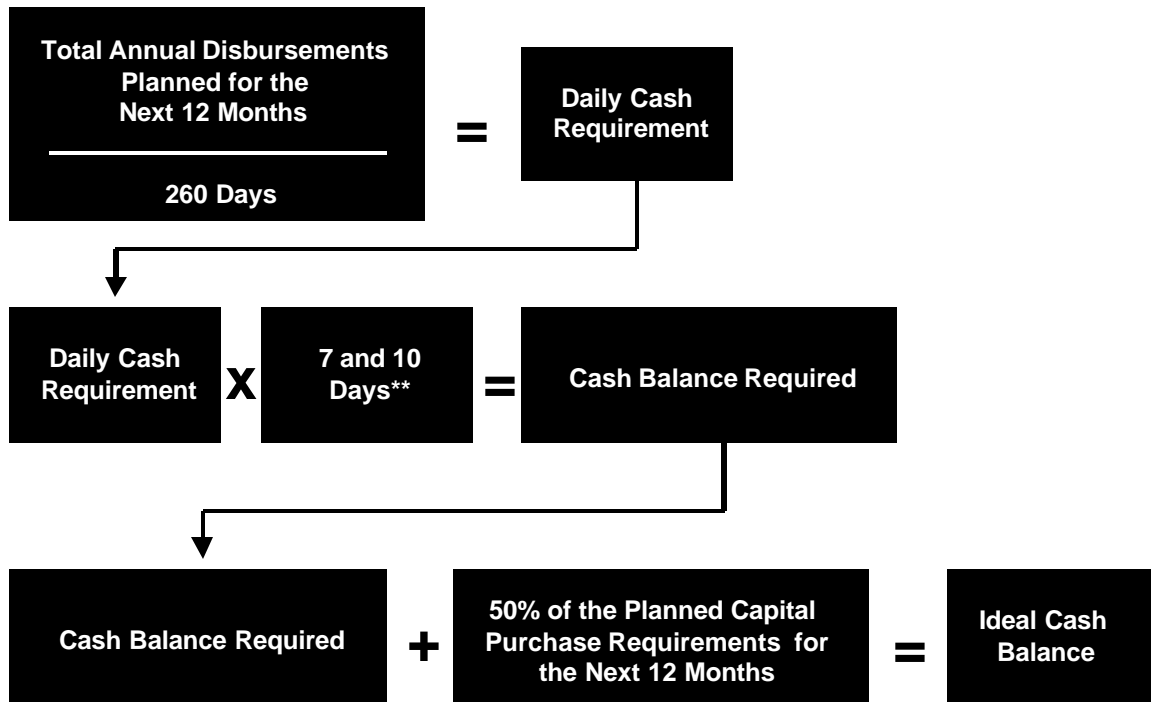 Total Annual Disbursements
Planned for the
Next 12 Months
260 Days
=
Daily Cash
Requirement
Daily Cash
Requirement
X
7 and 10
Days**
=
Cash Balance Required
Cash Balance Required
+
50% of the Planned Capital
Purchase Requirements for
the Next 12 Months
=
Ideal Cash
Balance